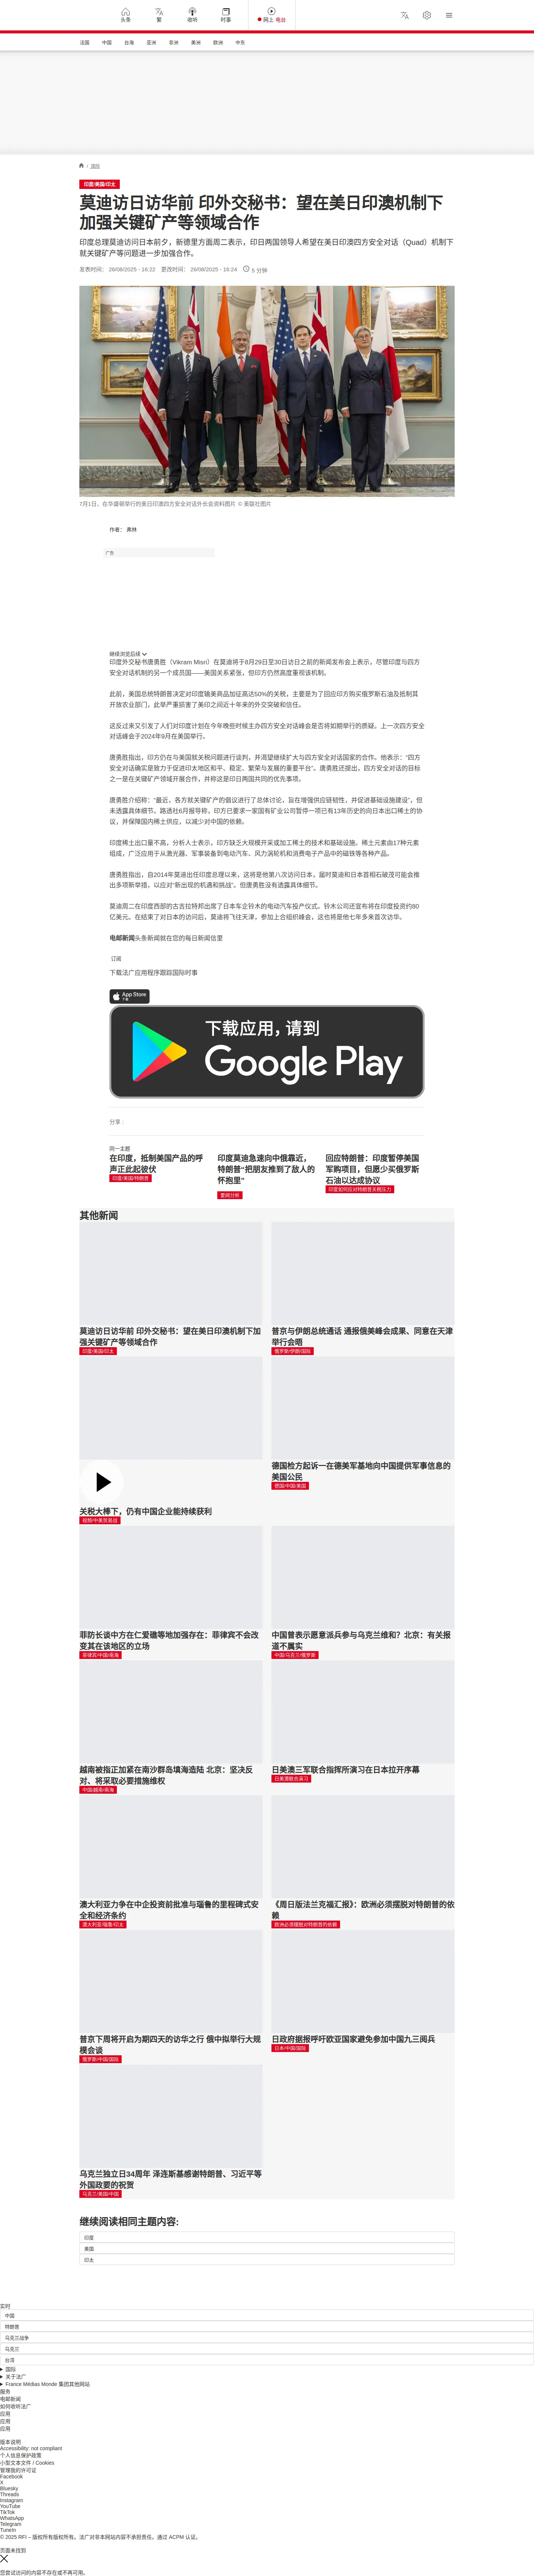 头条
繁
收听
时事
网上 电台
法国
中国
台海
亚洲
非洲
美洲
欧洲
中东
/ 国际
印度/美国/印太
莫迪访日访华前 印外交秘书：望在美日印澳机制下
加强关键矿产等领域合作
印度总理莫迪访问日本前夕，新德里方面周二表示，印日两国领导人希望在美日印澳四方安全对话（Quad）机制下
就关键矿产等问题进一步加强合作。
发表时间： 26/08/2025 - 16:22 更改时间： 26/08/2025 - 16:24 5 分钟
7月1日，在华盛顿举行的美日印澳四方安全对话外长会资料图片 © 美联社图片
作者： 弗林
广告
继续浏览后续
印度外交秘书唐勇胜（Vikram Misri）在莫迪将于8月29日至30日访日之前的新闻发布会上表示，尽管印度与四方
安全对话机制的另一个成员国——美国关系紧张，但印方仍然高度重视该机制。
此前，美国总统特朗普决定对印度输美商品加征高达50%的关税，主要是为了回应印方购买俄罗斯石油及抵制其
开放农业部门，此举严重损害了美印之间近十年来的外交突破和信任。
这反过来又引发了人们对印度计划在今年晚些时候主办四方安全对话峰会是否将如期举行的质疑。上一次四方安全
对话峰会于2024年9月在美国举行。
唐勇胜指出，印方仍在与美国就关税问题进行谈判，并渴望继续扩大与四方安全对话国家的合作。他表示：“四方
安全对话确实是致力于促进印太地区和平、稳定、繁荣与发展的重要平台”。唐勇胜还提出，四方安全对话的目标
之一是在关键矿产领域开展合作，并称这是印日两国共同的优先事项。
唐勇胜介绍称：“最近，各方就关键矿产的倡议进行了总体讨论，旨在增强供应链韧性，并促进基础设施建设”，但
未透露具体细节。路透社6月报导称，印方已要求一家国有矿业公司暂停一项已有13年历史的向日本出口稀土的协
议，并保障国内稀土供应，以减少对中国的依赖。
印度稀土出口量不高，分析人士表示，印方缺乏大规模开采或加工稀土的技术和基础设施。稀土元素由17种元素
组成，广泛应用于从激光器、军事装备到电动汽车、风力涡轮机和消费电子产品中的磁铁等各种产品。
唐勇胜指出，自2014年莫迪出任印度总理以来，这将是他第八次访问日本，届时莫迪和日本首相石破茂可能会推
出多项新举措，以应对“新出现的机遇和挑战”。但唐勇胜没有透露具体细节。
莫迪周二在印度西部的古吉拉特邦出席了日本车企铃木的电动汽车投产仪式。铃木公司还宣布将在印度投资约80
亿美元。在结束了对日本的访问后，莫迪将飞往天津，参加上合组织峰会，这也将是他七年多来首次访华。
电邮新闻头条新闻就在您的每日新闻信里
订阅
下载法广应用程序跟踪国际时事
App Store
下载应用，请到
Google Play
分享 :
同一主题
在印度，抵制美国产品的呼
声正此起彼伏
印度/美国/特朗普
印度莫迪急速向中俄靠近，
特朗普“把朋友推到了敌人的
怀抱里”
要闻分析
回应特朗普：印度暂停美国
军购项目，但愿少买俄罗斯
石油以达成协议
印度如何应对特朗普关税压力
其他新闻
莫迪访日访华前 印外交秘书：望在美日印澳机制下加
强关键矿产等领域合作
印度/美国/印太
普京与伊朗总统通话 通报俄美峰会成果、同意在天津
举行会晤
俄罗斯/伊朗/国际
关税大棒下，仍有中国企业能持续获利
视频/中美贸易战
德国检方起诉一在德美军基地向中国提供军事信息的
美国公民
德国/中国/美国
菲防长谈中方在仁爱礁等地加强存在：菲律宾不会改
变其在该地区的立场
菲律宾/中国/南海
中国曾表示愿意派兵参与乌克兰维和？北京：有关报
道不属实
中国/乌克兰/俄罗斯
越南被指正加紧在南沙群岛填海造陆 北京：坚决反
对、将采取必要措施维权
中国/越南/南海
日美澳三军联合指挥所演习在日本拉开序幕
日美澳联合演习
澳大利亚力争在中企投资前批准与瑙鲁的里程碑式安
全和经济条约
澳大利亚/瑙鲁/印太
《周日版法兰克福汇报》：欧洲必须摆脱对特朗普的依
赖
欧洲必须摆脱对特朗普的依赖
普京下周将开启为期四天的访华之行 俄中拟举行大规
模会谈
俄罗斯/中国/国际
日政府据报呼吁欧亚国家避免参加中国九三阅兵
日本/中国/国际
乌克兰独立日34周年 泽连斯基感谢特朗普、习近平等
外国政要的祝贺
乌克兰/美国/中国
继续阅读相同主题内容:
印度
美国
印太
实时
中国
特朗普
乌克兰战争
乌克兰
台湾
国际
关于法广
France Médias Monde 集团其他网站
服务
电邮新闻
如何收听法广
应用
应用
应用
版本说明
Accessibility: not compliant
个人信息保护政策
小型文本文件 / Cookies
管理我的许可证
Facebook
X
Bluesky
Threads
Instagram
YouTube
TikTok
WhatsApp
Telegram
TuneIn
© 2025 RFI – 版权所有版权所有。法广对非本网站内容不承担责任。通过 ACPM 认证。
页面未找到
您尝试访问的内容不存在或不再可用。